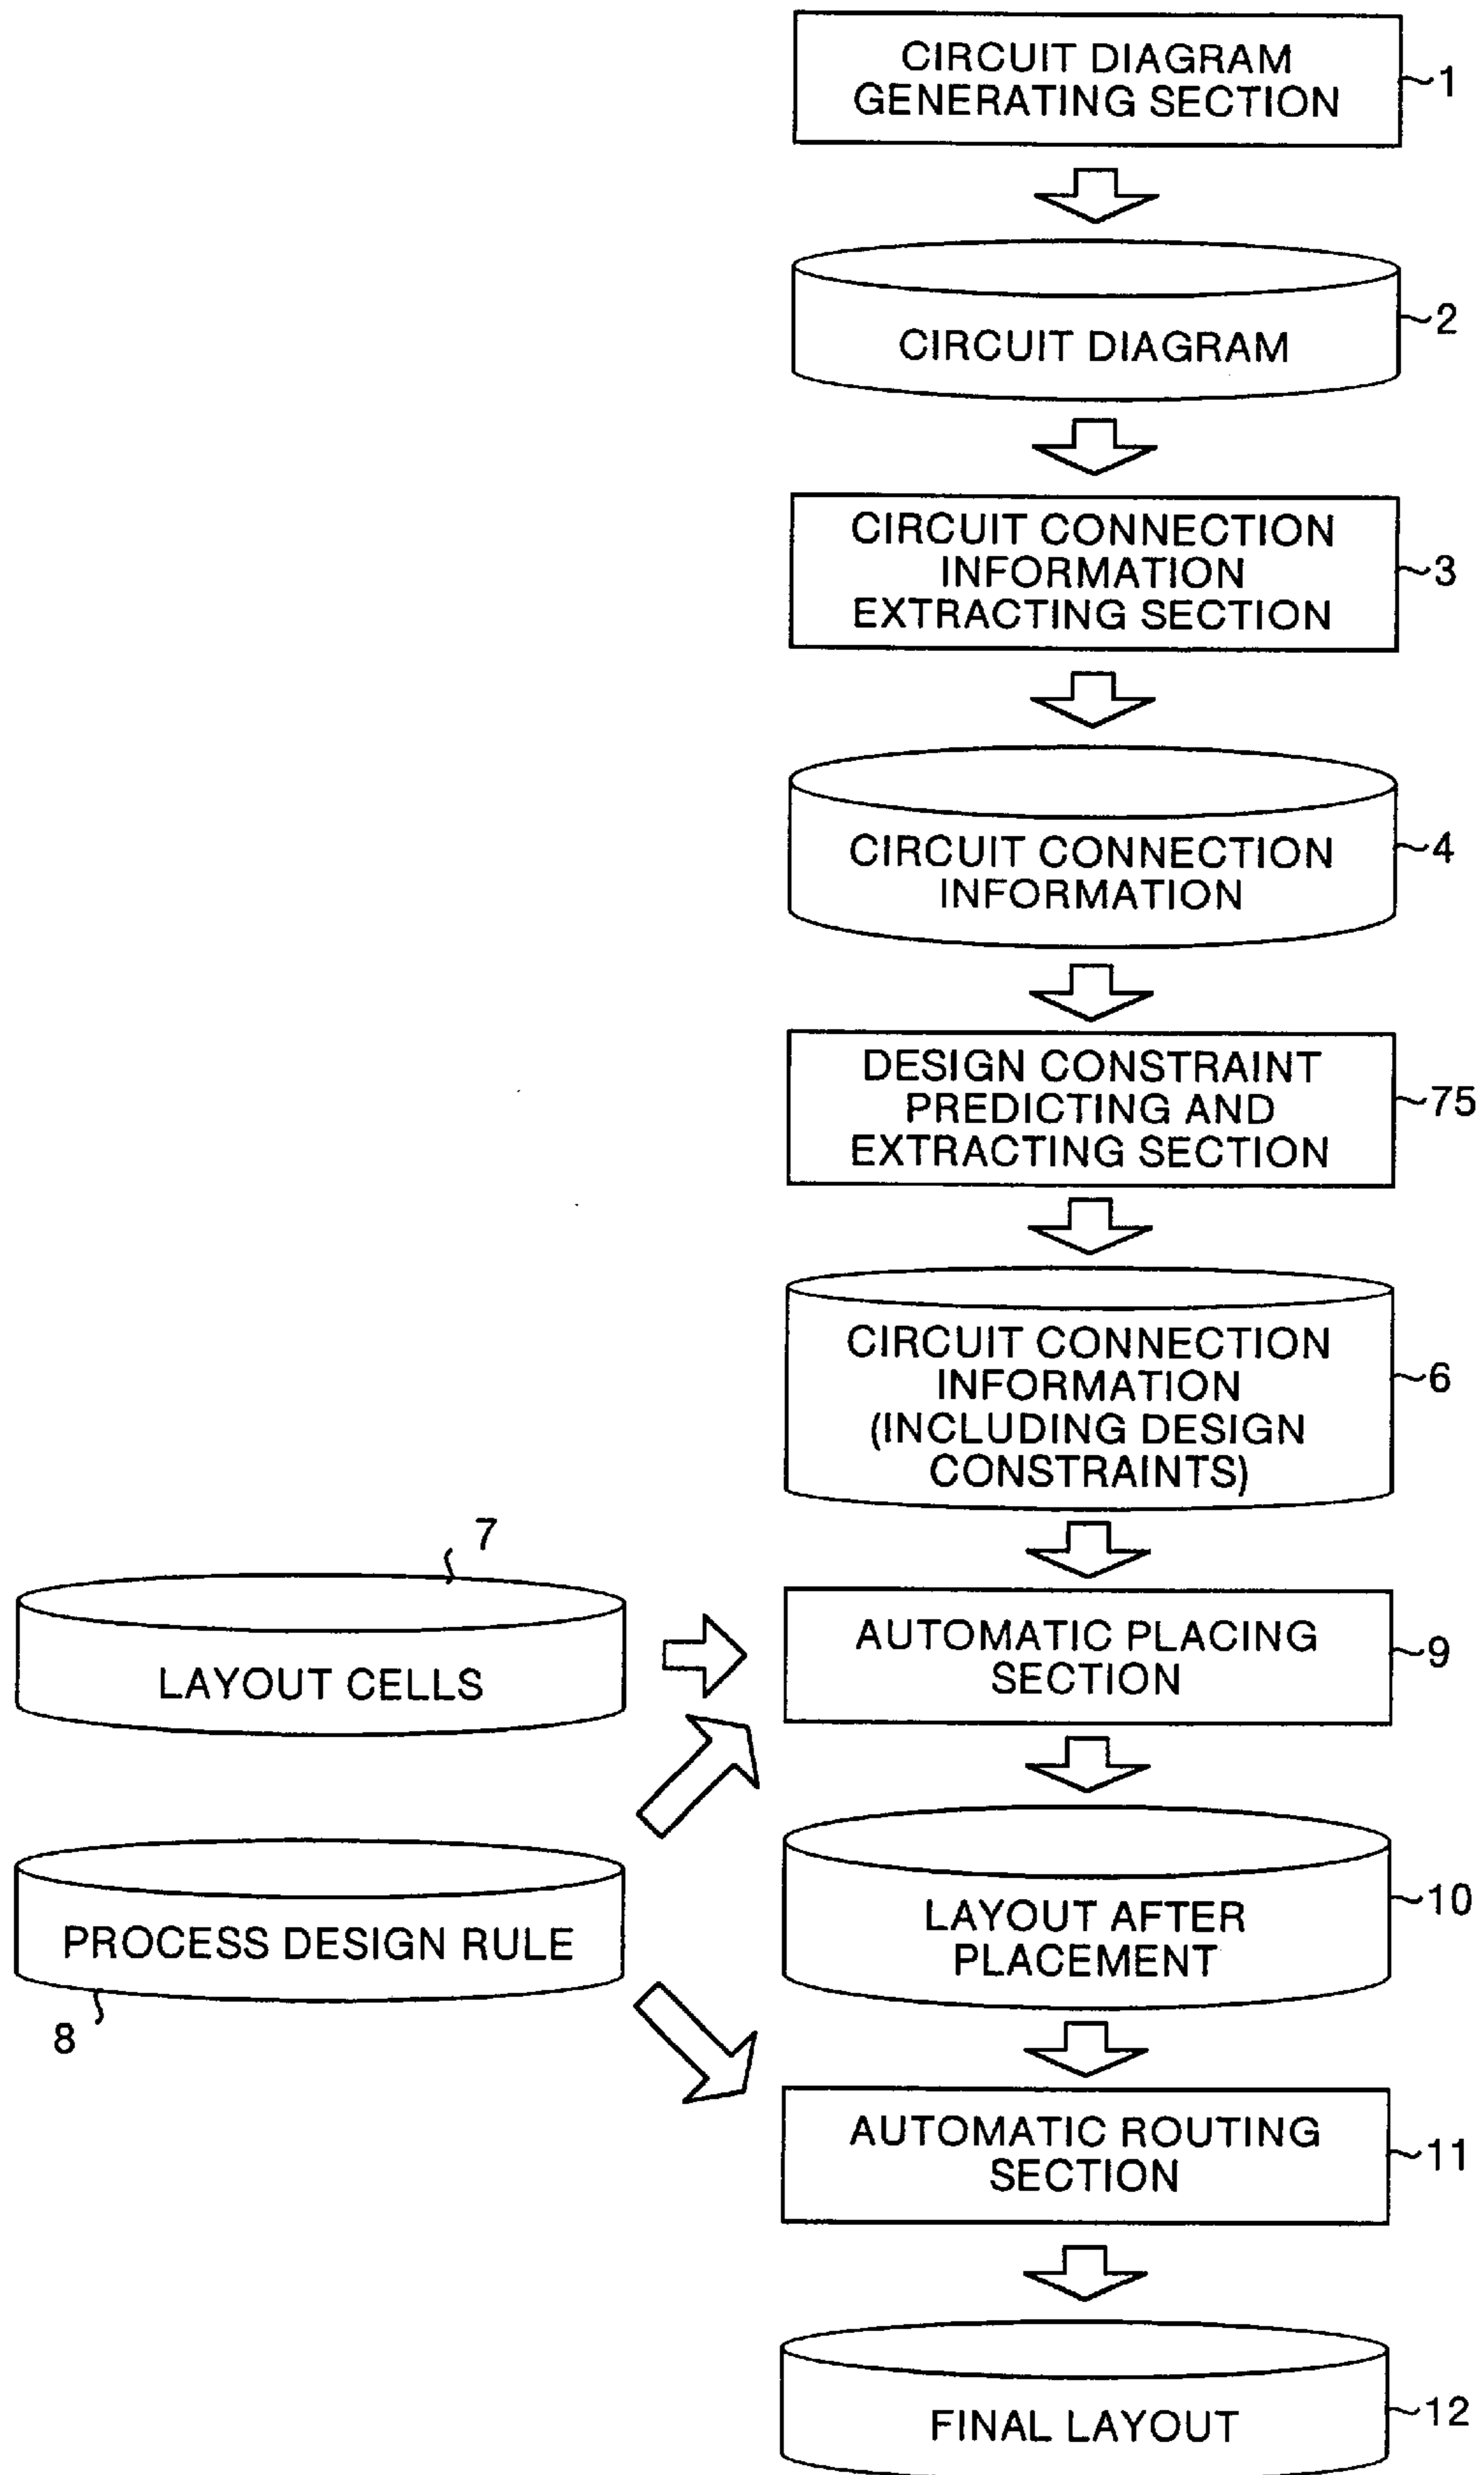 CIRCUIT DIAGRAM
GENERATING SECTION
1
CIRCUIT DIAGRAM
2
CIRCUIT CONNECTION
INFORMATION
EXTRACTING SECTION
3
CIRCUIT CONNECTION
INFORMATION
4
DESIGN CONSTRAINT
PREDICTING AND
EXTRACTING SECTION
75
CIRCUIT CONNECTION
INFORMATION
(INCLUDING DESIGN
CONSTRAINTS)
6
7
LAYOUT CELLS
AUTOMATIC PLACING
SECTION
9
PROCESS DESIGN RULE
8
LAYOUT AFTER
PLACEMENT
10
AUTOMATIC ROUTING
SECTION
11
FINAL LAYOUT
12